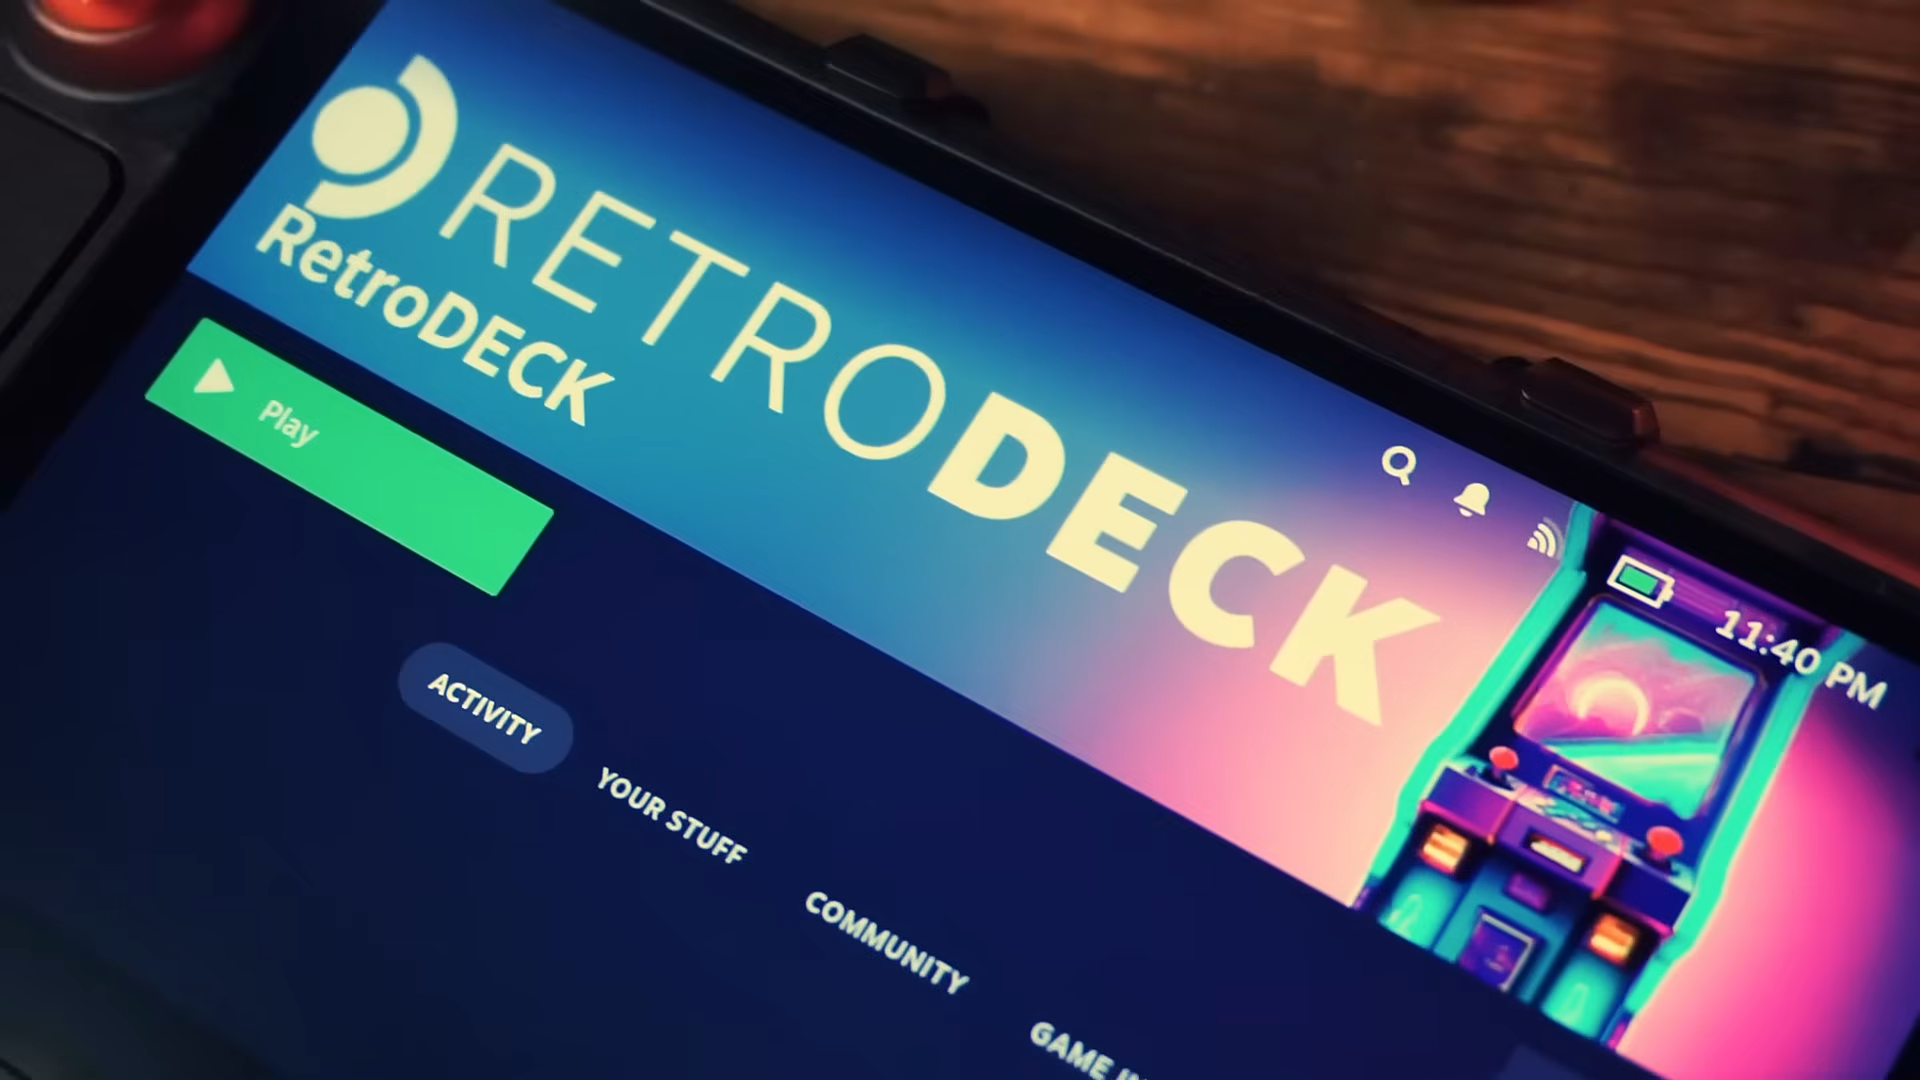 RETRODECK
RetroDECK
11:40 PM
Play
ACTIVITY
YOUR STUFF
COMMUNITY
GAME